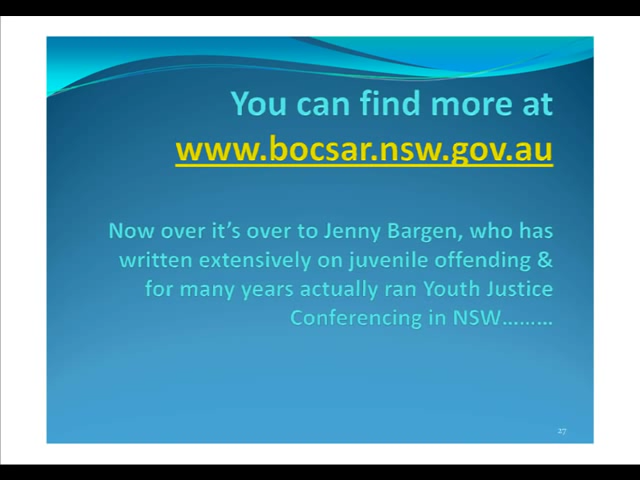 You can find more at
www.bocsar.nsw.gov.au
Now over it’s over to Jenny Bargen, who has
written extensively on juvenile offending &
for many years actually ran Youth Justice
Conferencing in NSW………
27